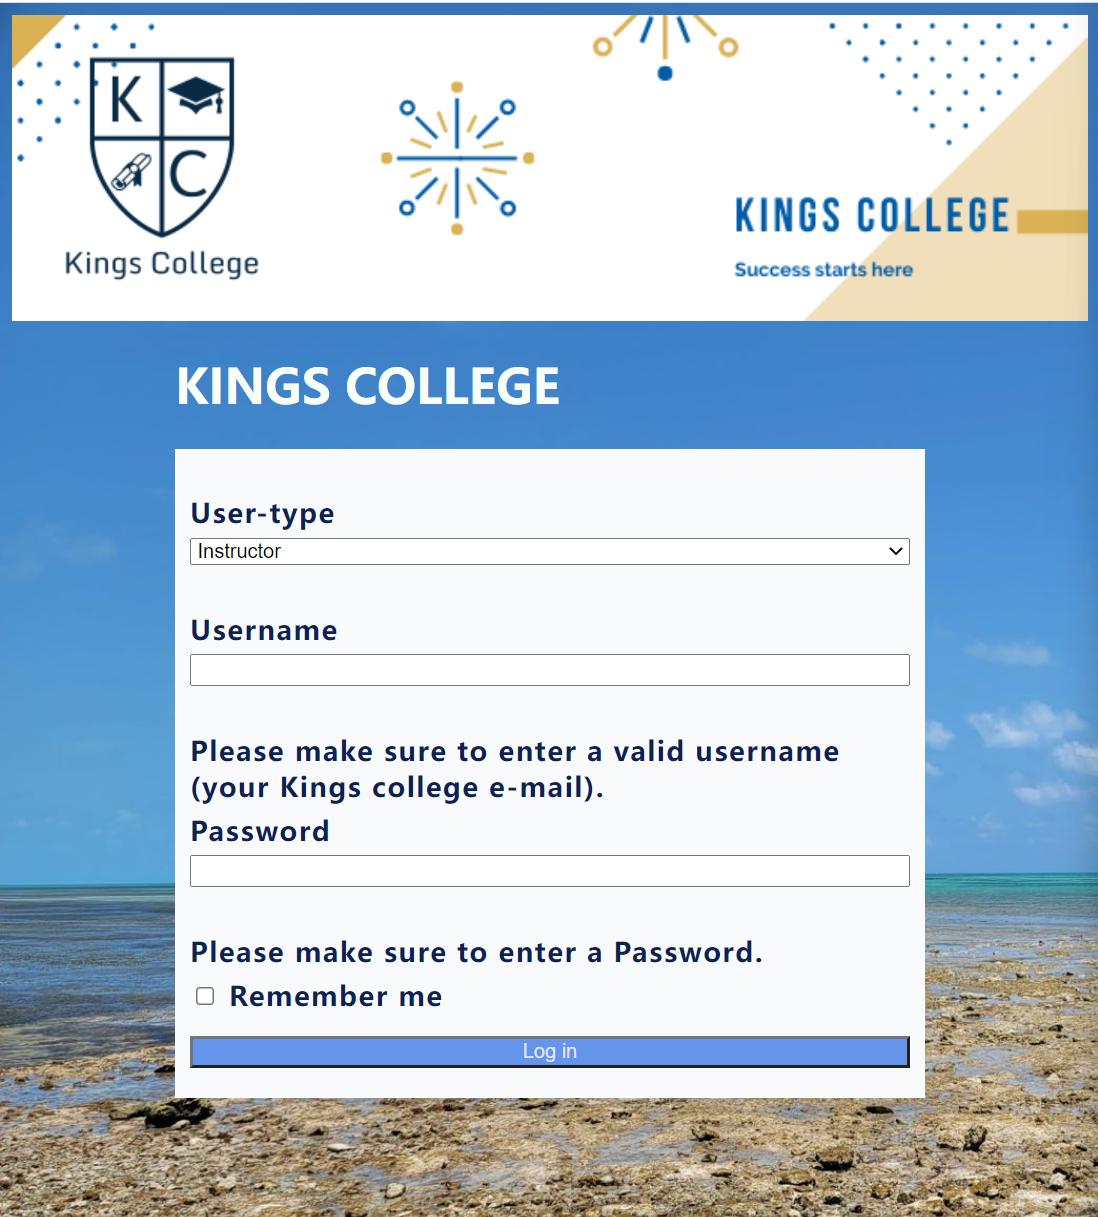 K
C
Kings College
KINGS COLLEGE
Success starts here
KINGS COLLEGE
User-type
Instructor
Username
Please make sure to enter a valid username
(your Kings college e-mail).
Password
Please make sure to enter a Password.
Remember me
Log in